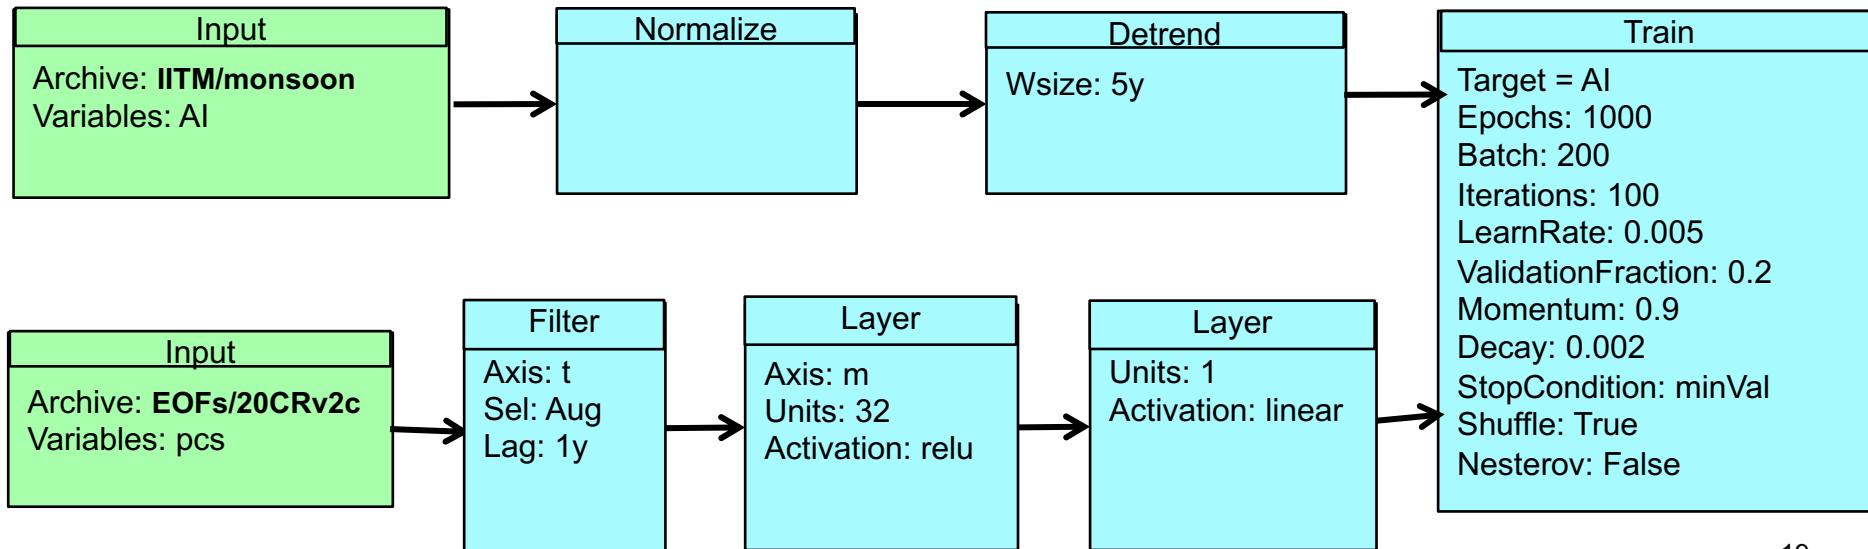 Input
Archive: IITM/monsoon
Variables: AI
Normalize
Detrend
Wsize: 5y
Train
Target = AI
Epochs: 1000
Batch: 200
Iterations: 100
LearnRate: 0.005
ValidationFraction: 0.2
Momentum: 0.9
Decay: 0.002
StopCondition: minVal
Shuffle: True
Nesterov: False
Input
Archive: EOFs/20CRv2c
Variables: pcs
Filter
Axis: t
Sel: Aug
Lag: 1y
Layer
Axis: m
Units: 32
Activation: relu
Layer
Units: 1
Activation: linear